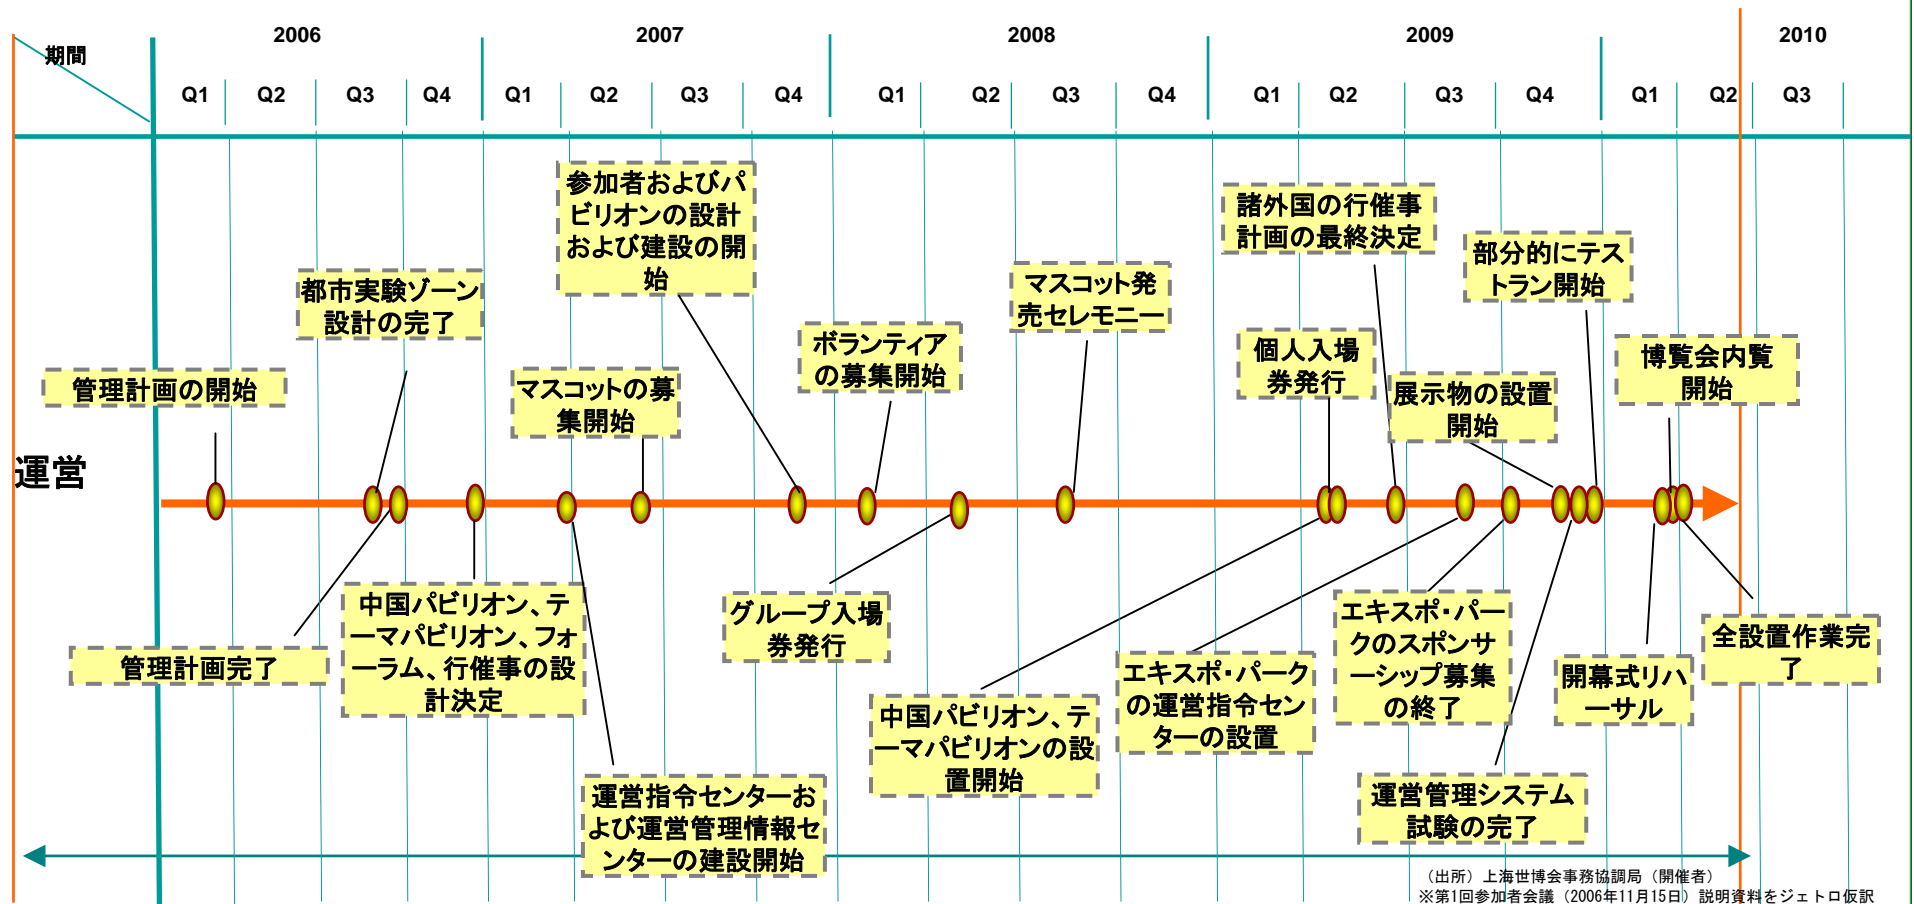 2006
2007
2008
2009
2010
期間
Q1
Q2
Q3
Q4
Q1
Q2
Q3
Q4
Q1
Q2
Q3
Q4
Q1
Q2
Q3
Q4
Q1
Q2
Q3
参加者およびパ
ビリオンの設計
および建設の開
始
諸外国の行催事
計画の最終決定
部分的にテス
トラン開始
都市実験ゾーン
設計の完了
マスコット発
売セレモニー
ボランティア
の募集開始
個人入場
券発行
博覧会内覧
開始
管理計画の開始
マスコットの募
集開始
展示物の設置
開始
運営
中国パビリオン、テ
ーマパビリオン、フォ
ーラム、行催事の設
計決定
グループ入場
券発行
エキスポ・パー
クのスポンサ
ーシップ募集
の終了
全設置作業完
了
管理計画完了
エキスポ・パーク
の運営指令セン
ターの設置
開幕式リハ
ーサル
中国パビリオン、テ
ーマパビリオンの設
置開始
運営指令センターお
よび運営管理情報セ
ンターの建設開始
運営管理システム
試験の完了
（出所）上海世博会事務協調局（開催者）
※第1回参加者会議（2006年11月15日）説明資料をジェトロ仮訳